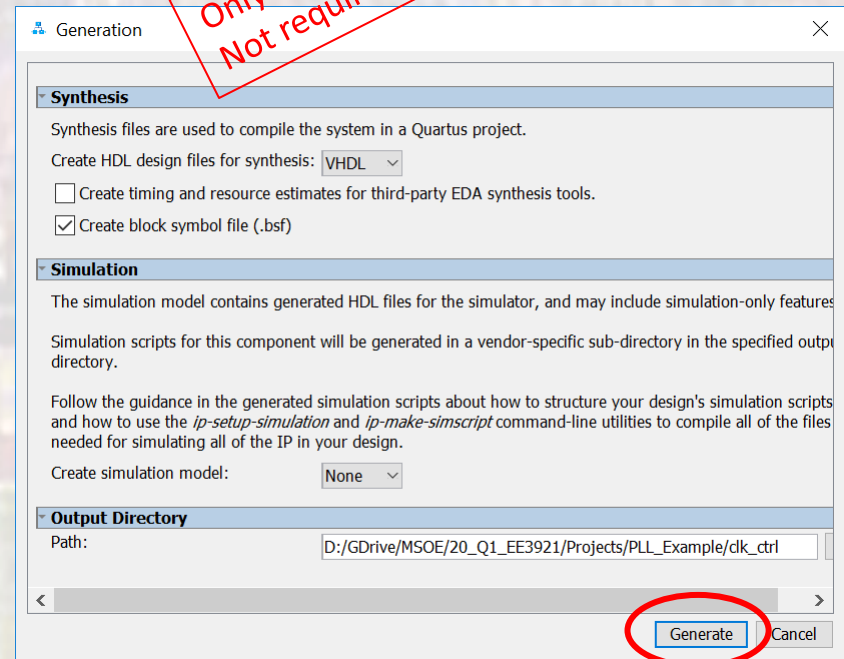 Only
Not requi
Generation
Synthesis
Synthesis files are used to compile the system in a Quartus project.
Create HDL design files for synthesis: VHDL
Create timing and resource estimates for third-party EDA synthesis tools.
Create block symbol file (.bsf)
Simulation
The simulation model contains generated HDL files for the simulator, and may include simulation-only features
Simulation scripts for this component will be generated in a vendor-specific sub-directory in the specified outpu
directory.
Follow the guidance in the generated simulation scripts about how to structure your design's simulation scripts
and how to use the ip-setup-simulation and ip-make-simscript command-line utilities to compile all of the files
needed for simulating all of the IP in your design.
Create simulation model: None
Output Directory
Path: D:/GDrive/MSOE/20_Q1_EE3921/Projects/PLL_Example/clk_ctrl
Generate Cancel